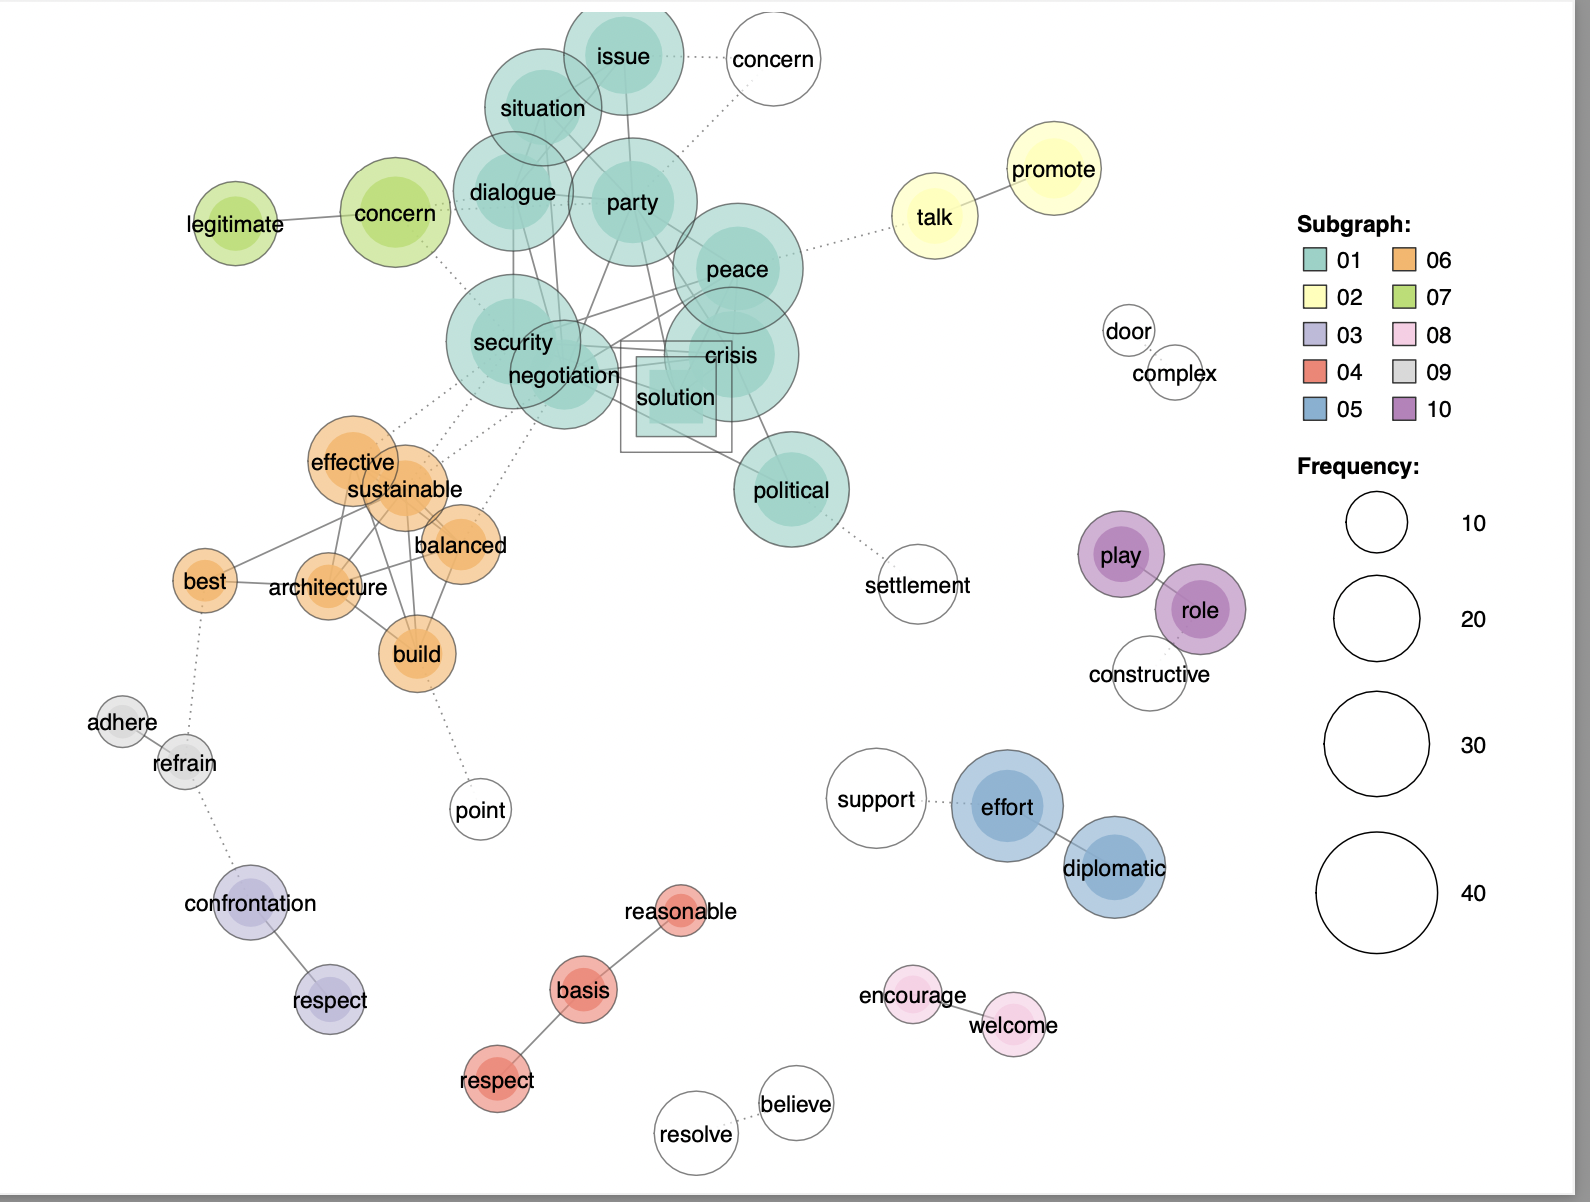 issue
concern
situation
promote
dialogue
party
legitimate
concern
talk
peace
security
negotiation
crisis
solution
door
complex
effective
sustainable
political
balanced
play
best
architecture
settlement
role
build
constructive
adhere
refrain
point
support
effort
diplomatic
confrontation
reasonable
respect
basis
encourage
welcome
respect
believe
resolve
Subgraph:
01 06
02 07
03 08
04 09
05 10
Frequency:
10
20
30
40